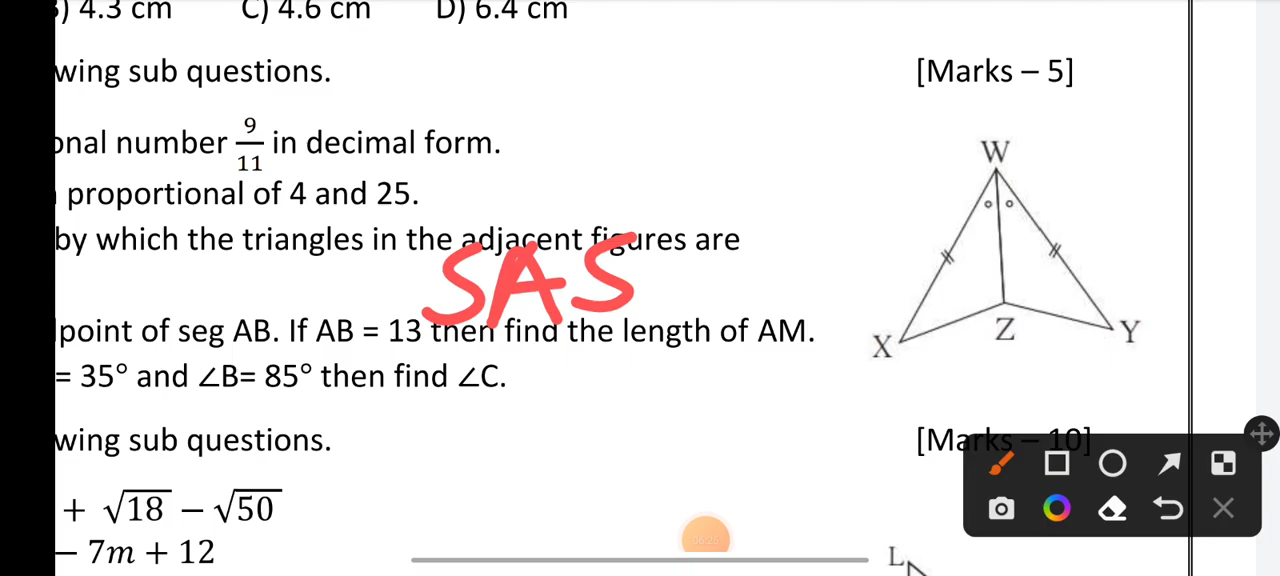 4.3 cm C) 4.6 cm D) 6.4 cm
wing sub questions. [Marks – 5]
onal number 9/11 in decimal form.
proportional of 4 and 25.
by which the triangles in the adjacent figures are
SAS
point of seg AB. If AB = 13 then find the length of AM.
= 35° and ∠B= 85° then find ∠C.
W
X
Z
Y
wing sub questions. [Marks – 10]
+ √18 − √50
− 7m + 12
06:25
L